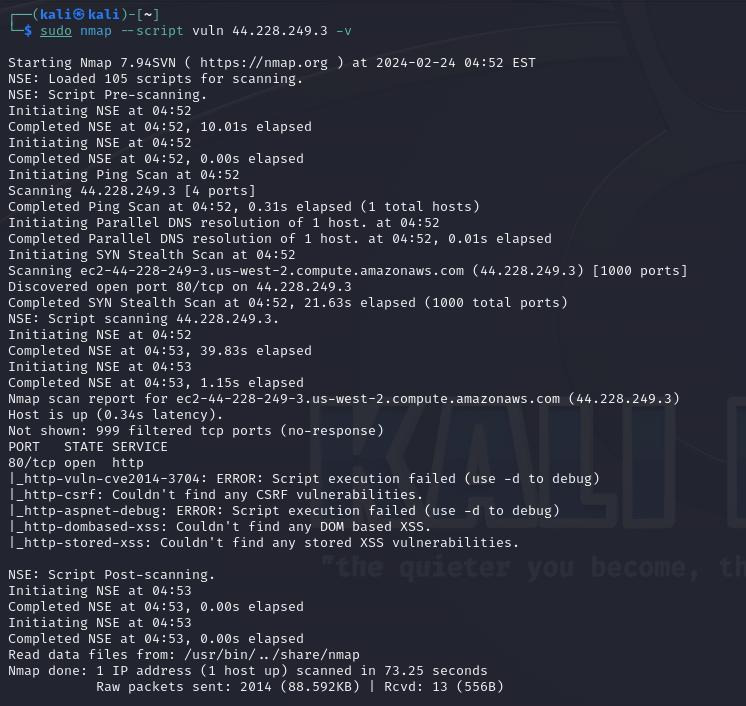 ┌──(kali㉿kali)-[~]
└─$ sudo nmap --script vuln 44.228.249.3 -v
Starting Nmap 7.94SVN ( https://nmap.org ) at 2024-02-24 04:52 EST
NSE: Loaded 105 scripts for scanning.
NSE: Script Pre-scanning.
Initiating NSE at 04:52
Completed NSE at 04:52, 10.01s elapsed
Initiating NSE at 04:52
Completed NSE at 04:52, 0.00s elapsed
Initiating Ping Scan at 04:52
Scanning 44.228.249.3 [4 ports]
Completed Ping Scan at 04:52, 0.31s elapsed (1 total hosts)
Initiating Parallel DNS resolution of 1 host. at 04:52
Completed Parallel DNS resolution of 1 host. at 04:52, 0.01s elapsed
Initiating SYN Stealth Scan at 04:52
Scanning ec2-44-228-249-3.us-west-2.compute.amazonaws.com (44.228.249.3) [1000 ports]
Discovered open port 80/tcp on 44.228.249.3
Completed SYN Stealth Scan at 04:52, 21.63s elapsed (1000 total ports)
NSE: Script scanning 44.228.249.3.
Initiating NSE at 04:52
Completed NSE at 04:53, 39.83s elapsed
Initiating NSE at 04:53
Completed NSE at 04:53, 1.15s elapsed
Nmap scan report for ec2-44-228-249-3.us-west-2.compute.amazonaws.com (44.228.249.3)
Host is up (0.34s latency).
Not shown: 999 filtered tcp ports (no-response)
PORT   STATE SERVICE
80/tcp open  http
|_http-vuln-cve2014-3704: ERROR: Script execution failed (use -d to debug)
|_http-csrf: Couldn't find any CSRF vulnerabilities.
|_http-aspnet-debug: ERROR: Script execution failed (use -d to debug)
|_http-dombased-xss: Couldn't find any DOM based XSS.
|_http-stored-xss: Couldn't find any stored XSS vulnerabilities.
KALI
"the quieter you become, th
NSE: Script Post-scanning.
Initiating NSE at 04:53
Completed NSE at 04:53, 0.00s elapsed
Initiating NSE at 04:53
Completed NSE at 04:53, 0.00s elapsed
Read data files from: /usr/bin/../share/nmap
Nmap done: 1 IP address (1 host up) scanned in 73.25 seconds
           Raw packets sent: 2014 (88.592KB) | Rcvd: 13 (556B)